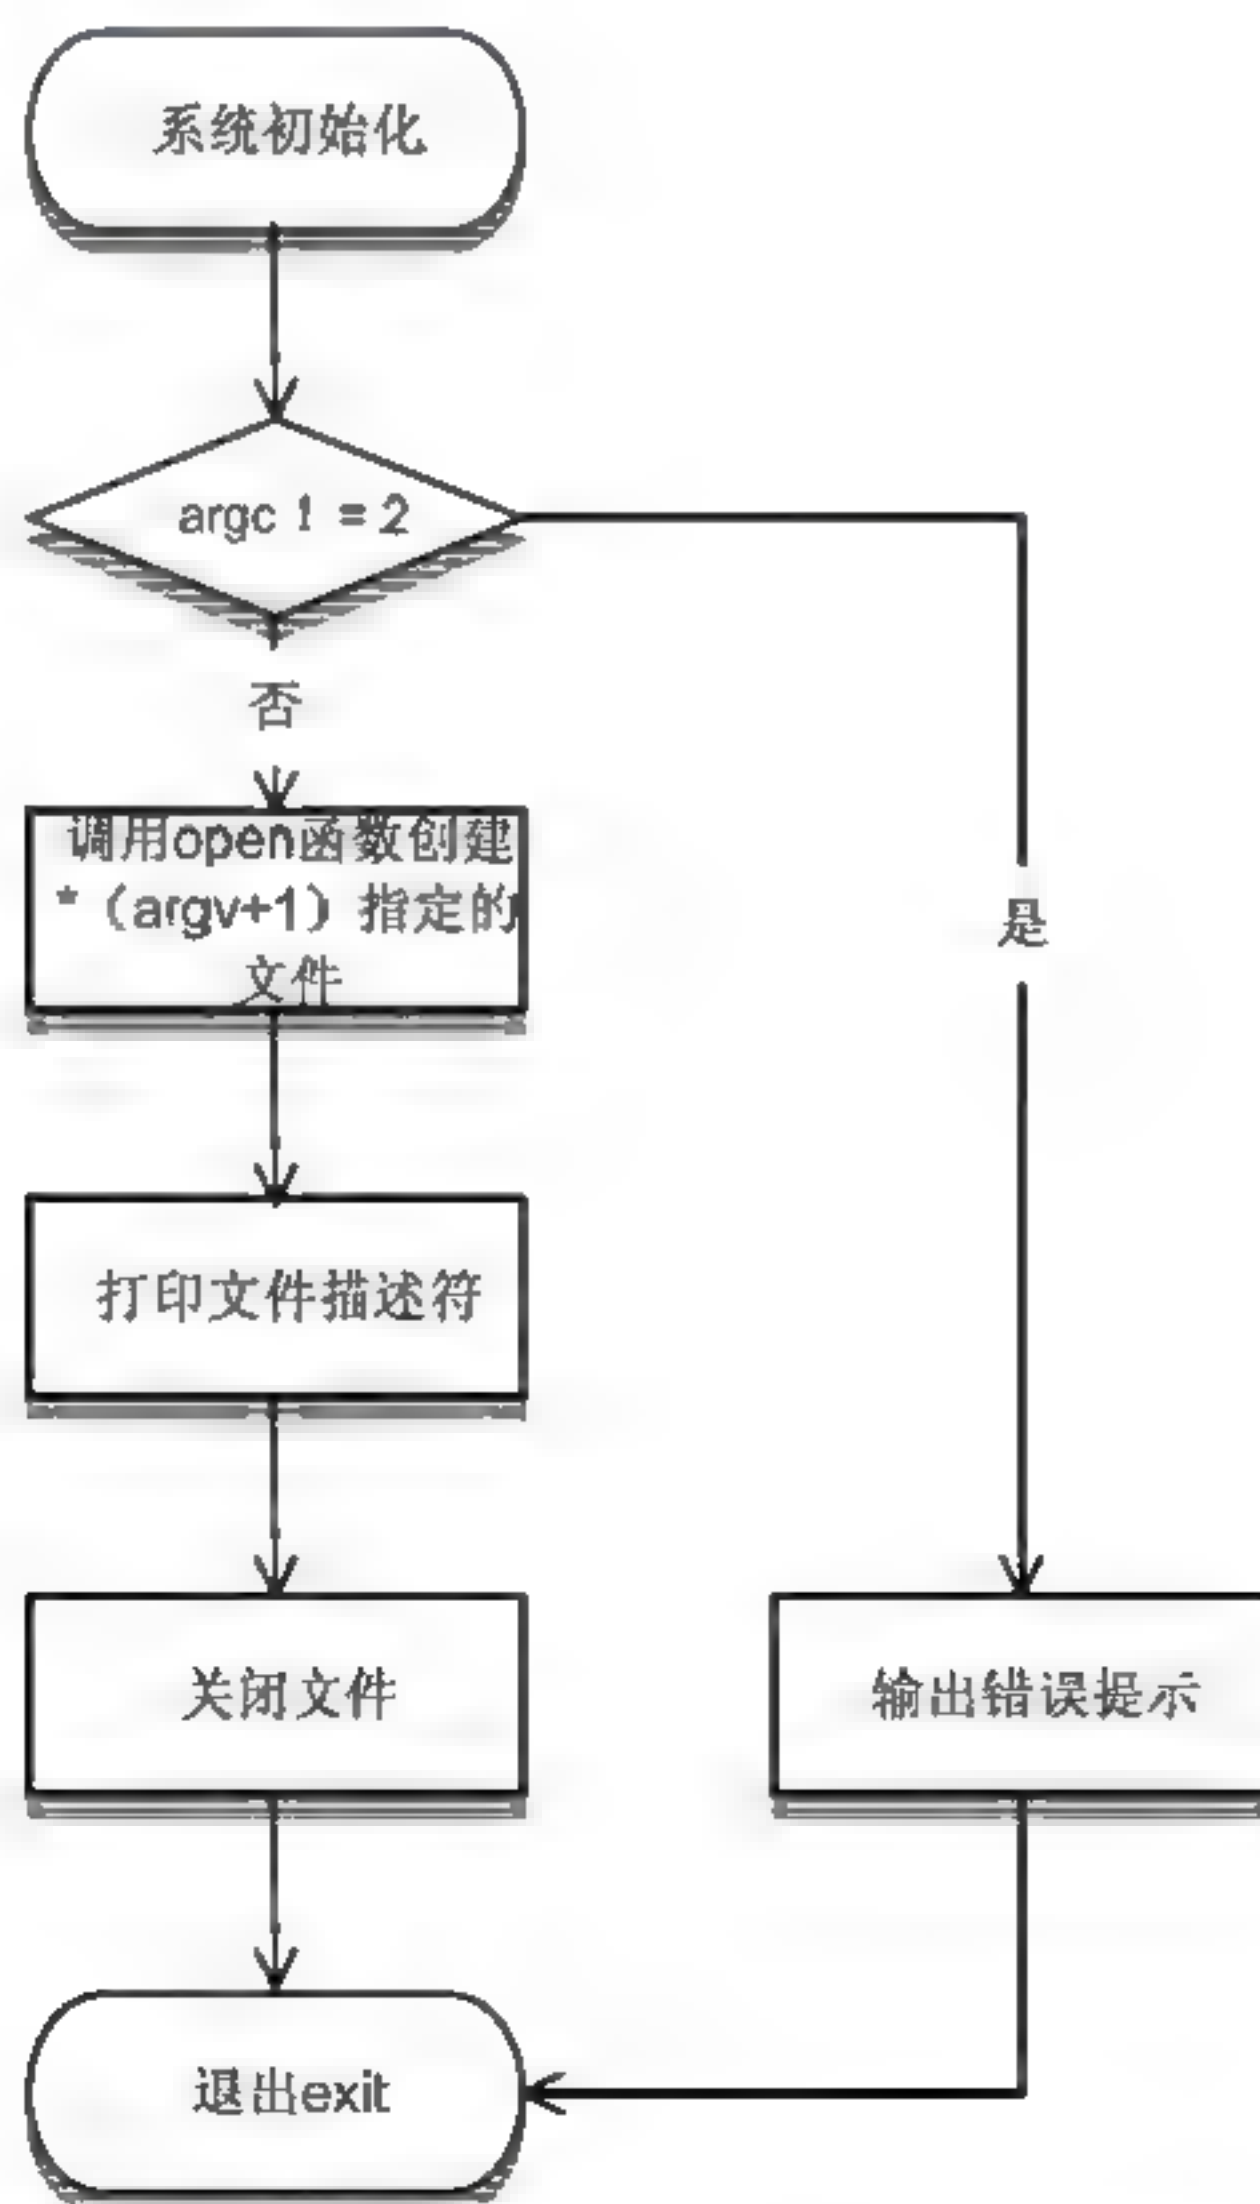 系统初始化
argc！=2
否
调用open函数创建
*（argv+1）指定的
文件
是
打印文件描述符
关闭文件
输出错误提示
退出exit